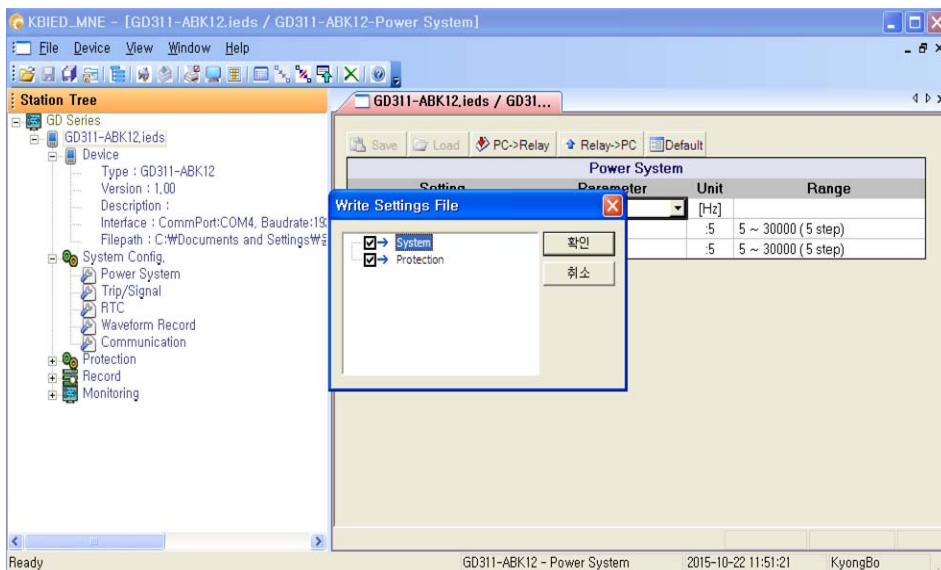 KBIED_MNE - [GD311-ABK12.ieds / GD311-ABK12-Power System]
File Device View Window Help
Station Tree
GD311-ABK12.ieds / GD31...
GD Series
GD311-ABK12.ieds
Device
Type : GD311-ABK12
Version : 1.00
Description :
Interface : CommPort:COM4, Baudrate:19
Filepath : C:₩Documents and Settings₩
System Config.
Power System
Trip/Signal
RTC
Waveform Record
Communication
Protection
Record
Monitoring
Save Load PC->Relay Relay->PC Default
Power System
Setting Parameter Unit Range
[Hz]
:5 5 ~ 30000 (5 step)
:5 5 ~ 30000 (5 step)
Write Settings File
System
Protection
확인
취소
Ready GD311-ABK12 - Power System 2015-10-22 11:51:21 KyongBo